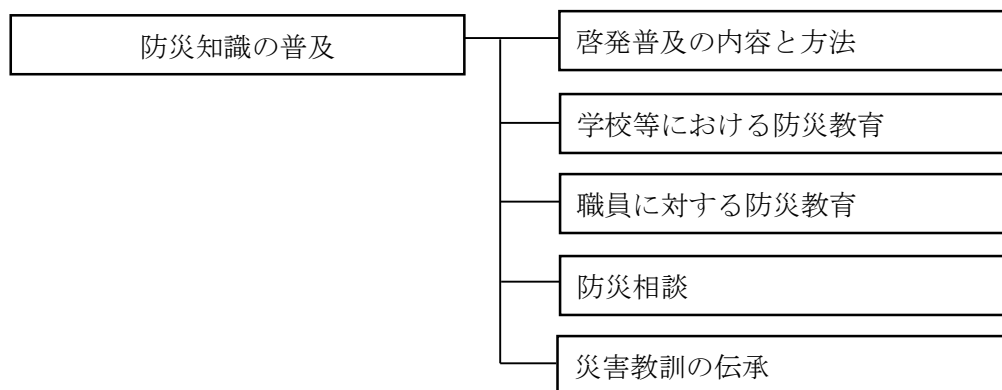 防災知識の普及
啓発普及の内容と方法
学校等における防災教育
職員に対する防災教育
防災相談
災害教訓の伝承